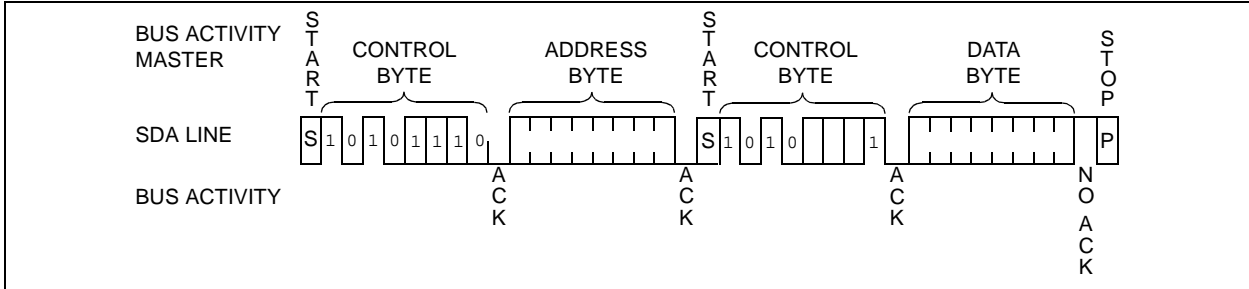 BUS ACTIVITY
MASTER
START
CONTROL
BYTE
ADDRESS
BYTE
START
CONTROL
BYTE
DATA
BYTE
STOP
SDA LINE
S 1 0 1 0 1 1 1 0 S 1 0 1 0 1 P
BUS ACTIVITY
ACK
ACK
ACK
NO ACK